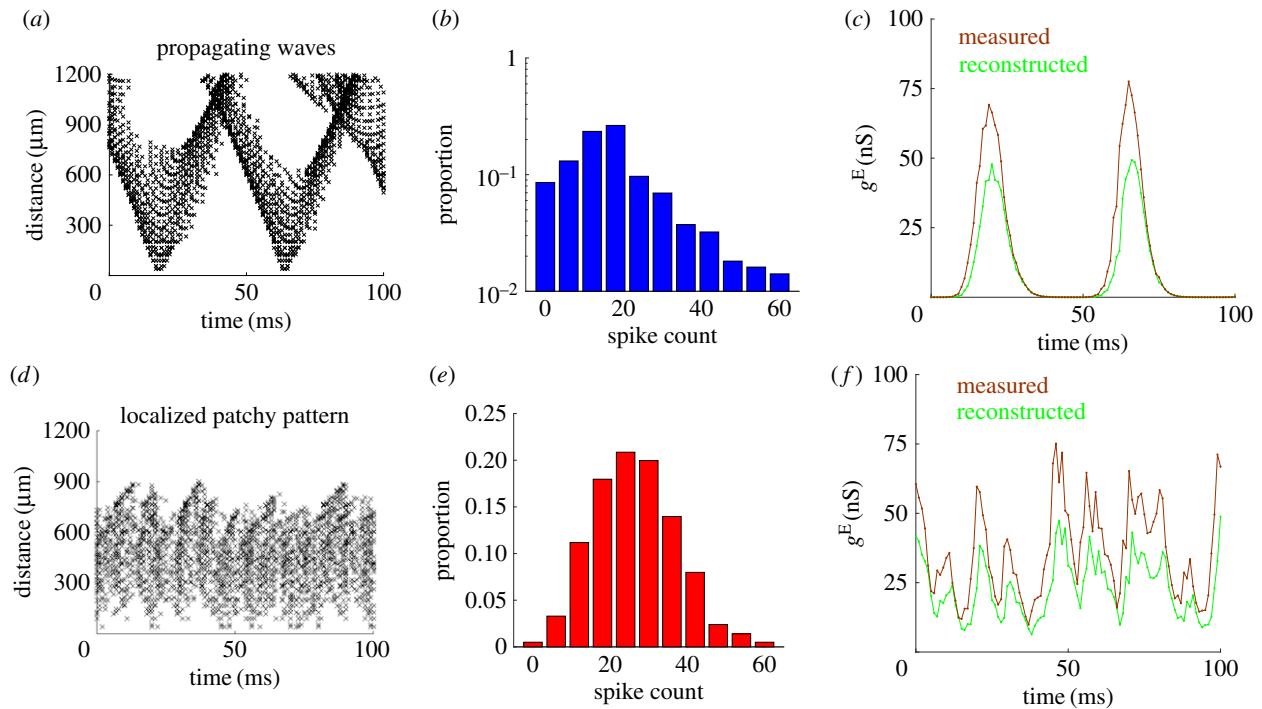 (a)
propagating waves
1200
900
600
300
0
50
100
distance (µm)
time (ms)
(b)
1
10⁻¹
10⁻²
0
20
40
60
proportion
spike count
(c)
measured
reconstructed
100
75
50
25
0
50
100
gᴱ (nS)
time (ms)
(d)
localized patchy pattern
1200
900
600
300
0
50
100
distance (µm)
time (ms)
(e)
0.25
0.20
0.15
0.10
0.05
0
0
20
40
60
proportion
spike count
(f)
measured
reconstructed
100
75
50
25
0
50
100
gᴱ (nS)
time (ms)